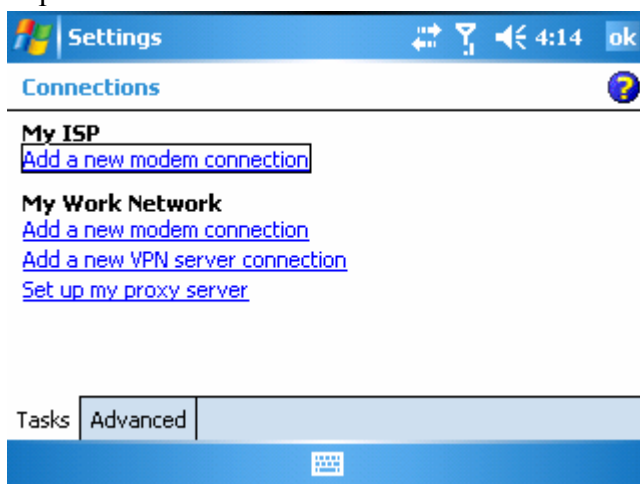 Settings 4:14 ok
Connections ?
My ISP
Add a new modem connection
My Work Network
Add a new modem connection
Add a new VPN server connection
Set up my proxy server
Tasks Advanced